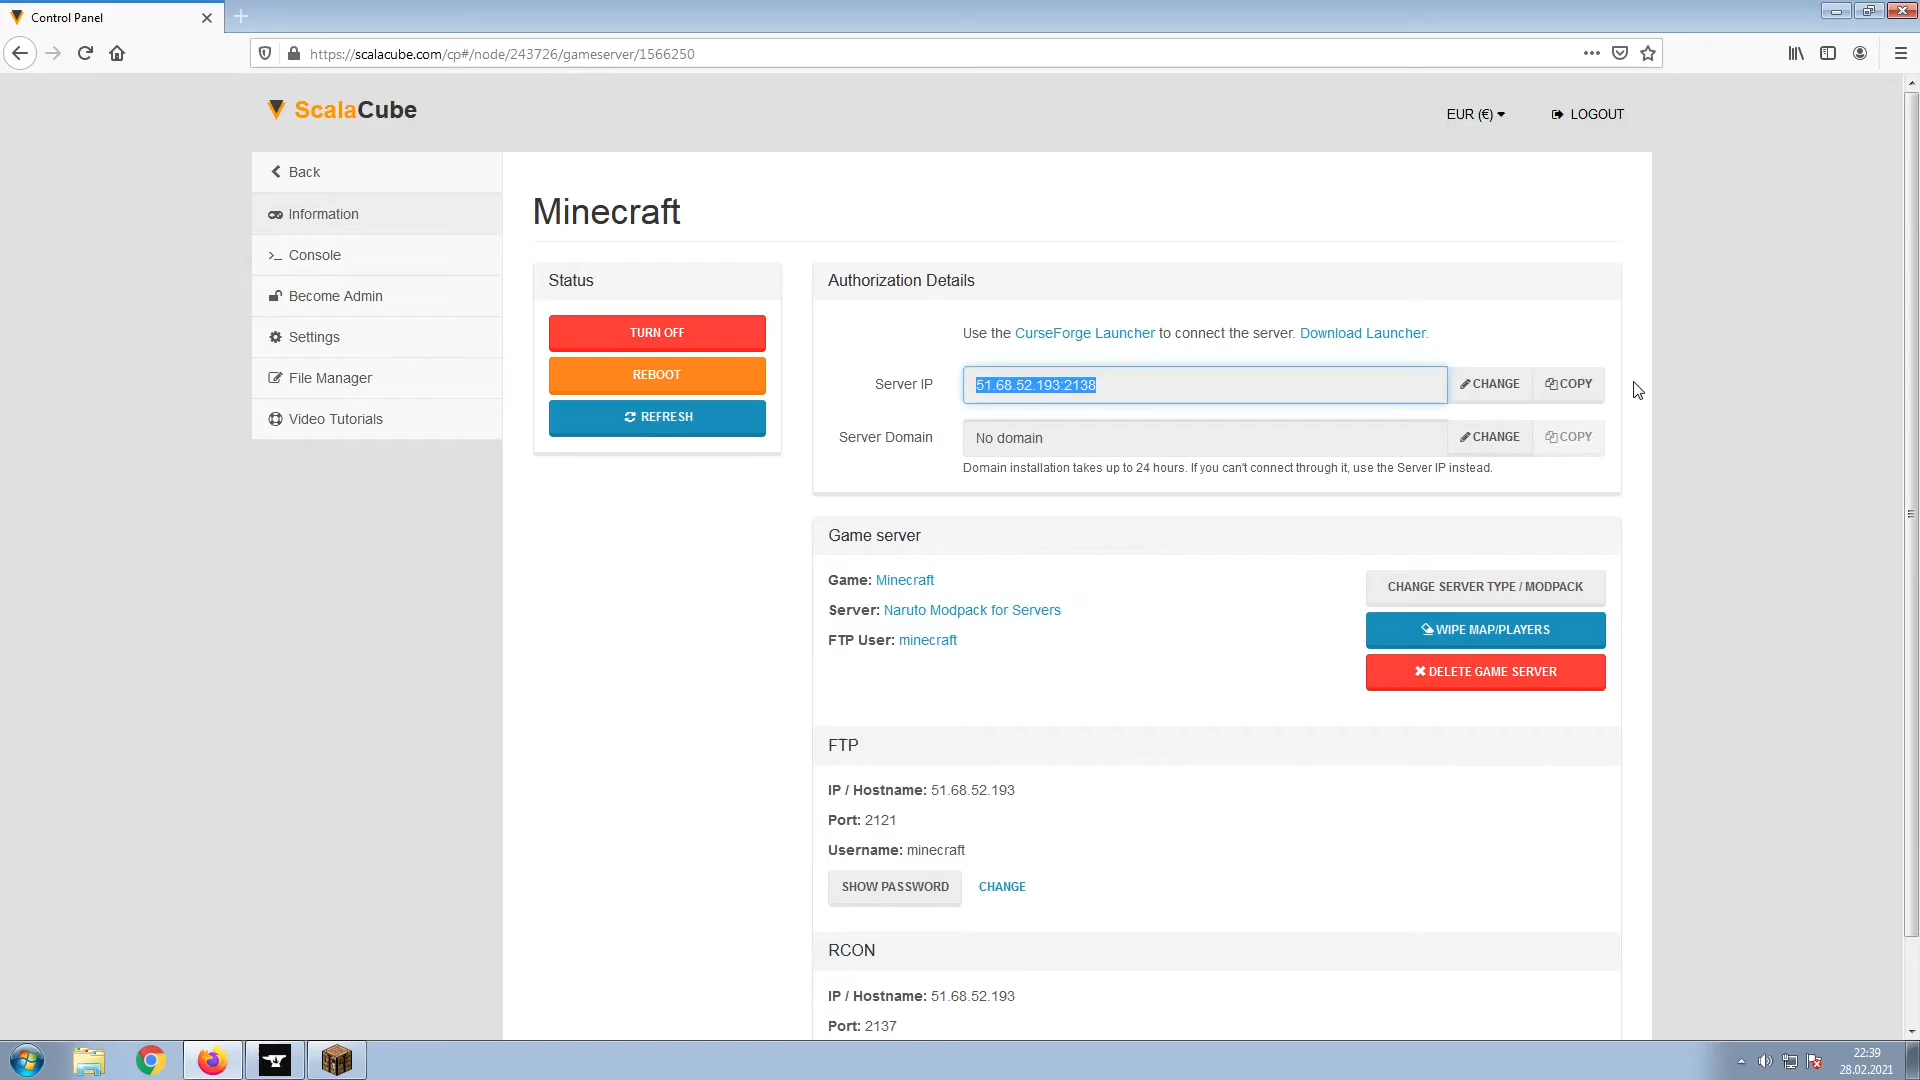 Control Panel
https://scalacube.com/cp#/node/243726/gameserver/1566250
ScalaCube
EUR (€)
LOGOUT
Back
Information
Console
Become Admin
Settings
File Manager
Video Tutorials
Minecraft
Status
TURN OFF
REBOOT
REFRESH
Authorization Details
Use the CurseForge Launcher to connect the server. Download Launcher.
Server IP
51.68.52.193:2138
CHANGE
COPY
Server Domain
No domain
CHANGE
COPY
Domain installation takes up to 24 hours. If you can't connect through it, use the Server IP instead.
Game server
Game: Minecraft
Server: Naruto Modpack for Servers
FTP User: minecraft
CHANGE SERVER TYPE / MODPACK
WIPE MAP/PLAYERS
DELETE GAME SERVER
FTP
IP / Hostname: 51.68.52.193
Port: 2121
Username: minecraft
SHOW PASSWORD
CHANGE
RCON
IP / Hostname: 51.68.52.193
Port: 2137
22:39
28.02.2021